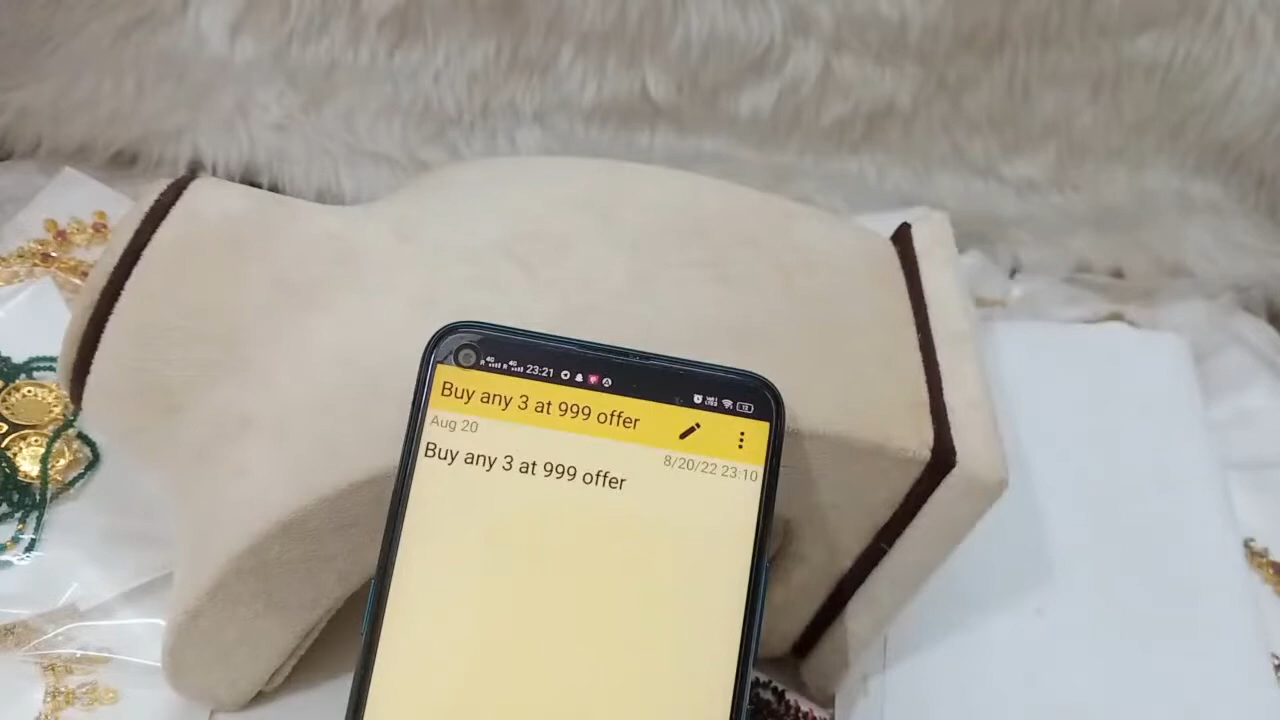 23:21
Buy any 3 at 999 offer
Aug 20
8/20/22 23:10
Buy any 3 at 999 offer